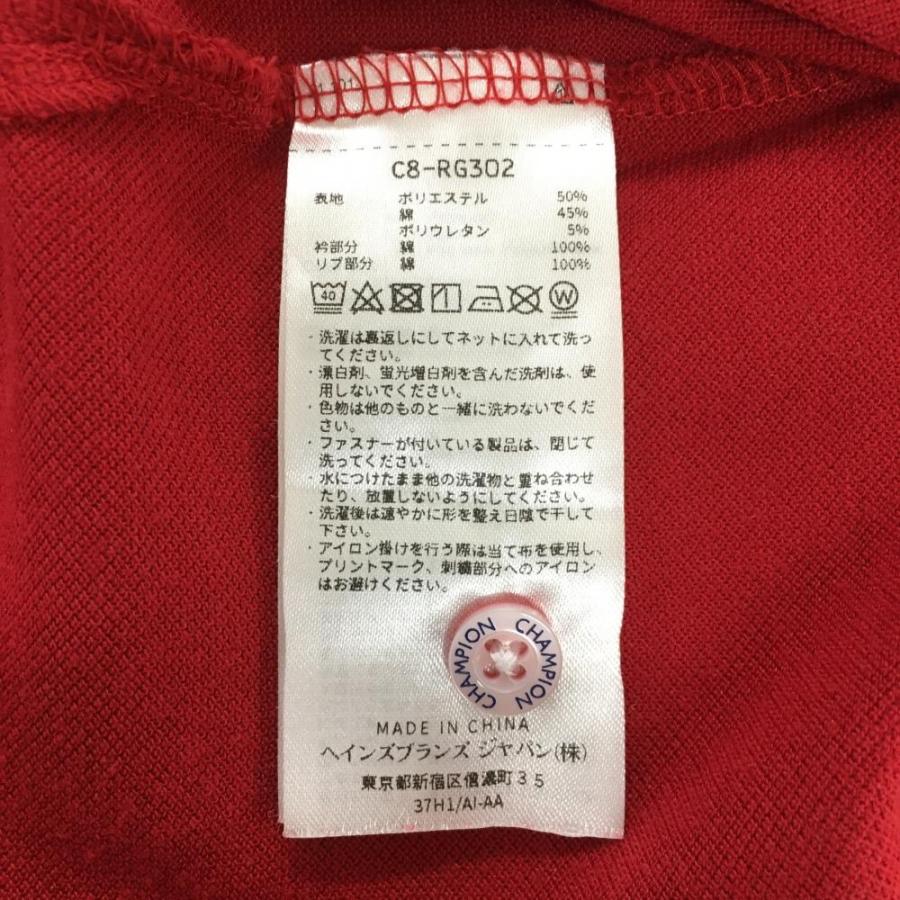 C8-RG302
表地 ポリエステル 50%
綿 45%
ポリウレタン 5%
衿部分 綿 100%
リブ部分 綿 100%
40 W
・洗濯は裏返しにしてネットに入れて洗っ
てください。
・漂白剤、蛍光増白剤を含んだ洗剤は、使
用しないでください。
・色物は他のものと一緒に洗わないでくだ
さい。
・ファスナーが付いている製品は、閉じて
洗ってください。
・水につけたまま他の洗濯物と重ね合わせ
たり、放置しないようにしてください。
・洗濯後は速やかに形を整え日陰で干して
下さい。
・アイロン掛けを行う際は当て布を使用し、
プリントマーク、刺繍部分へのアイロン
はお避けください。
CHAMPION CHAMPION
MADE IN CHINA
ヘインズブランズ ジャパン(株)
東京都新宿区信濃町35
37H1/AI-AA